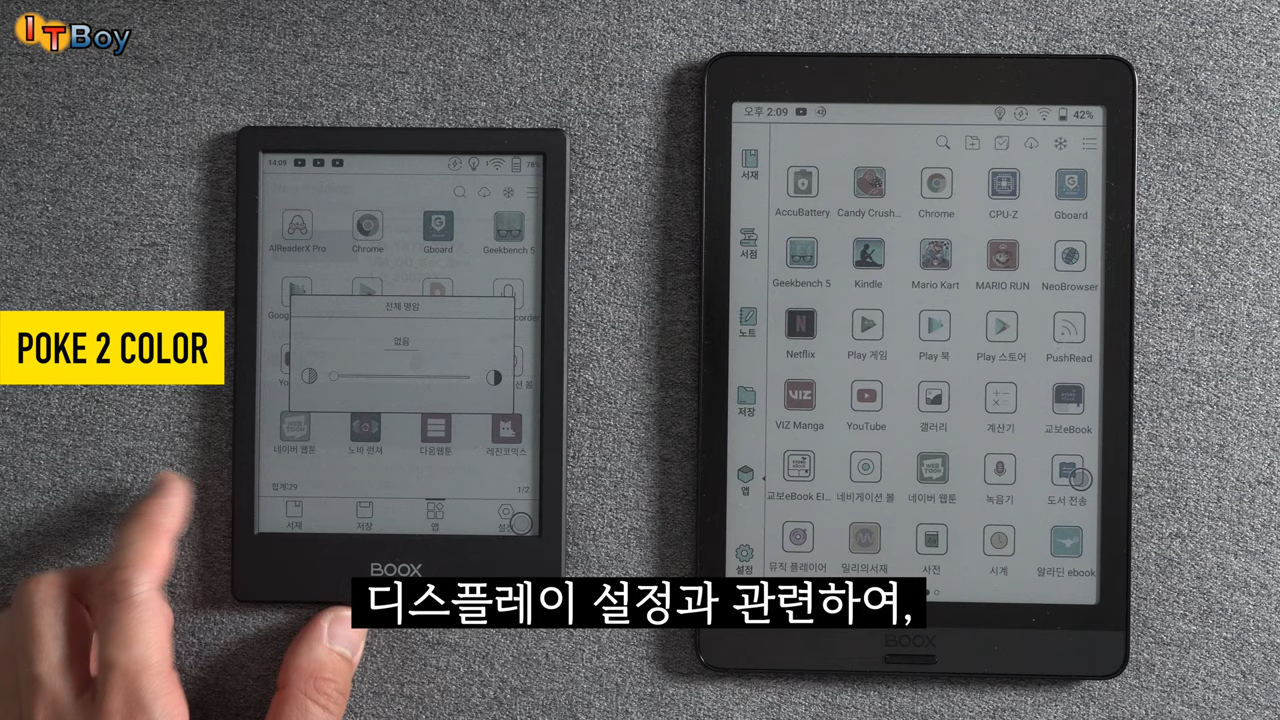 ITBoy
POKE 2 COLOR
14:09
78%
AlReaderX Pro
Chrome
Gboard
Geekbench 5
전체 명암
없음
네이버 웹툰
노바 런처
다음웹툰
레진코믹스
합계:29
1/2
서재
저장
앱
BOOX
오후 2:09
42
42%
서재
서점
노트
저장
앱
설정
AccuBattery
Candy Crush...
Chrome
CPU-Z
Gboard
Geekbench 5
Kindle
Mario Kart
MARIO RUN
NeoBrowser
Netflix
Play 게임
Play 북
Play 스토어
PushRead
VIZ Manga
YouTube
갤러리
계산기
교보eBook
교보eBook EI...
네비게이션 볼
네이버 웹툰
녹음기
도서 전송
뮤직 플레이어
밀리의서재
사전
시계
알라딘 ebook
BOOX
디스플레이 설정과 관련하여,